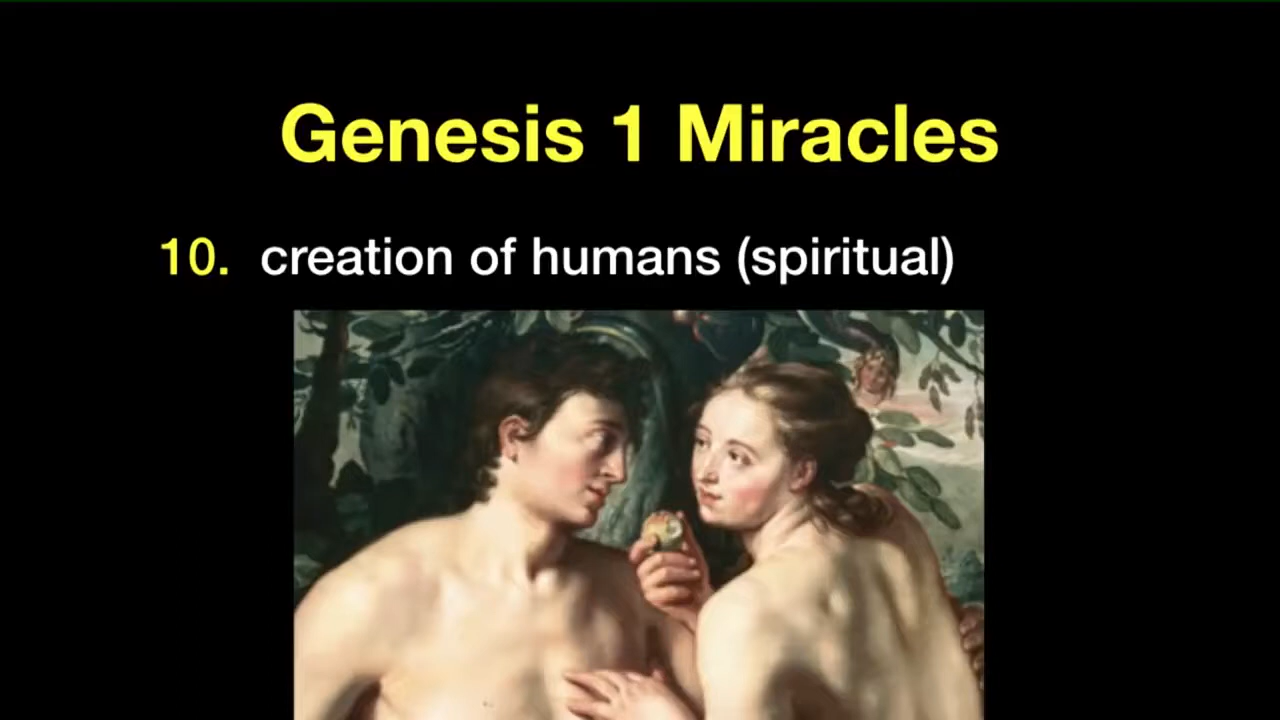 Genesis 1 Miracles
10. creation of humans (spiritual)